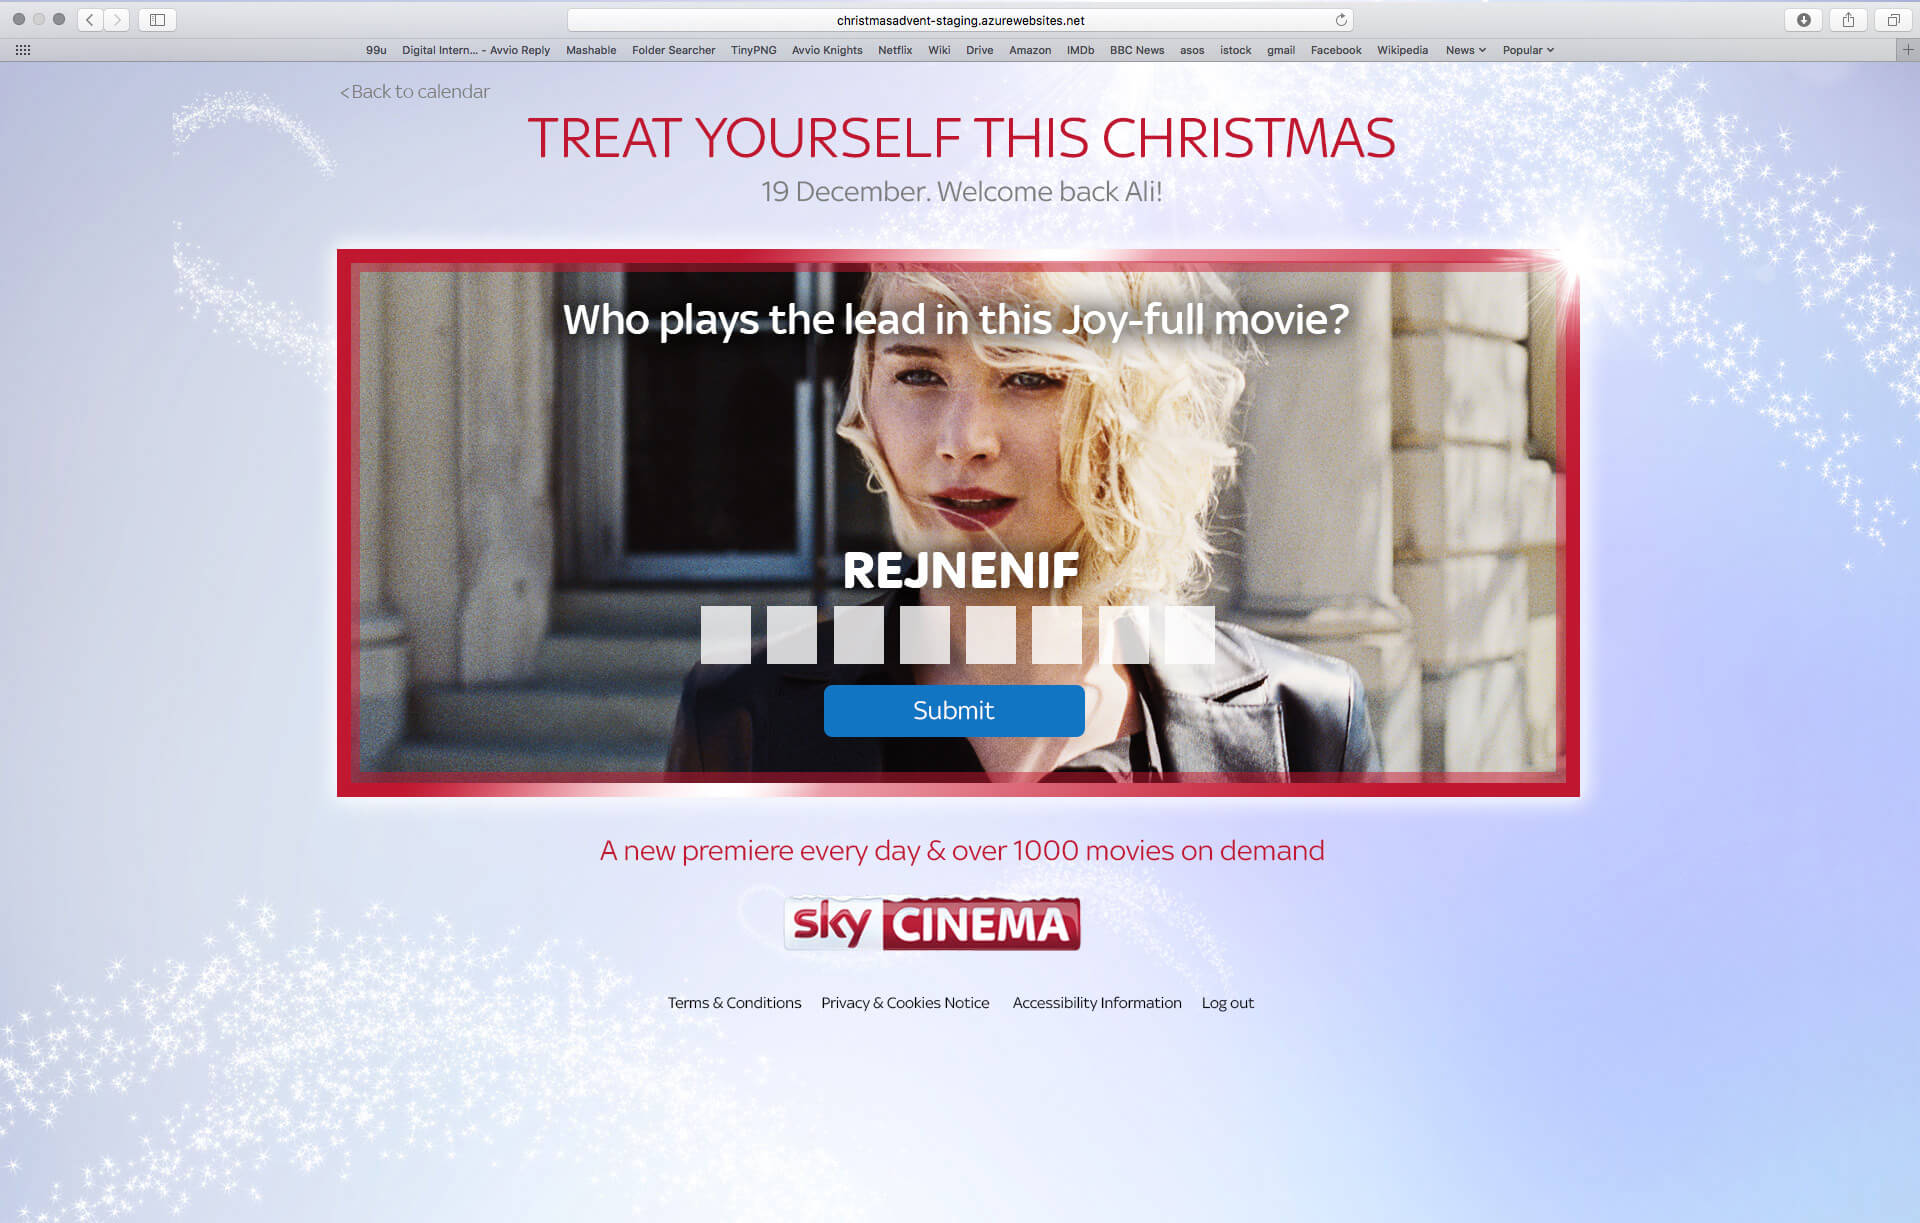 christmasadvent-staging.azurewebsites.net
99u Digital Intern... - Avvio Reply Mashable Folder Searcher TinyPNG Avvio Knights Netflix Wiki Drive Amazon IMDb BBC News asos istock gmail Facebook Wikipedia News Popular
<Back to calendar
TREAT YOURSELF THIS CHRISTMAS
19 December. Welcome back Ali!
Who plays the lead in this Joy-full movie?
REJNENIF
Submit
A new premiere every day & over 1000 movies on demand
sky CINEMA
Terms & Conditions Privacy & Cookies Notice Accessibility Information Log out